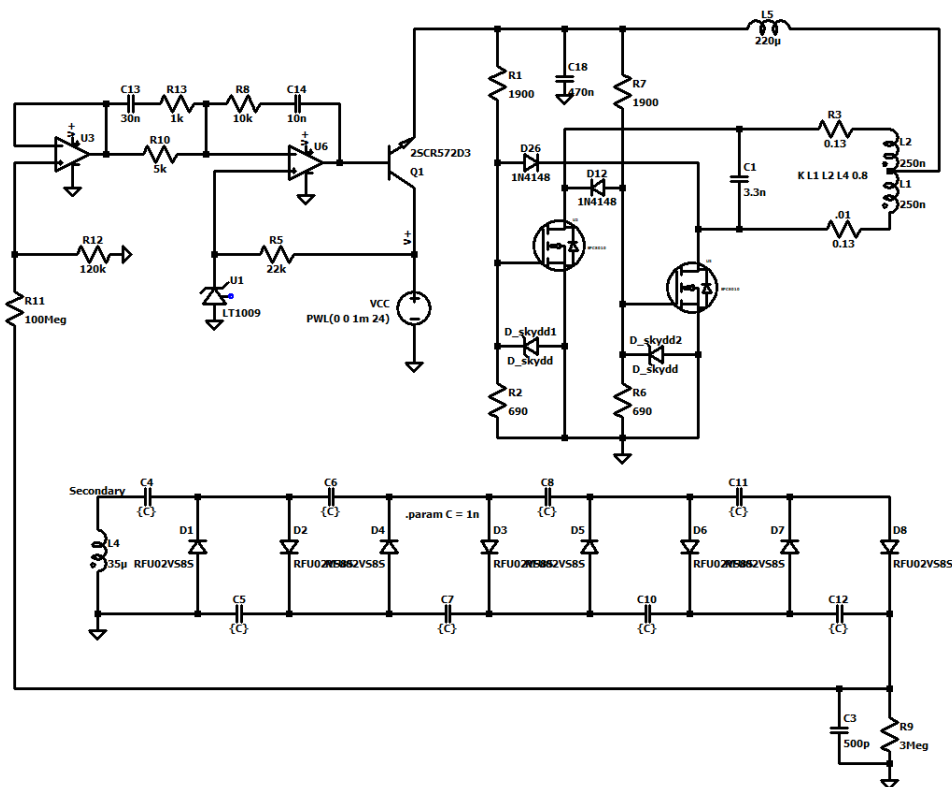 L5
220µ
C13
30n
R13
1k
R8
10k
C14
10n
R1
1900
C18
470n
R7
1900
V+
U3
R10
5k
V+
U6
2SCR572D3
Q1
R3
0.13
L2
250n
D26
1N4148
D12
1N4148
C1
3.3n
K L1 L2 L4 0.8
L1
250n
.01
0.13
R12
120k
R5
22k
V+
R11
100Meg
U1
LT1009
VCC
PWL(0 0 1m 24)
D_skydd1
D_skydd
D_skydd2
D_skydd
R2
690
R6
690
Secondary
C4
{C}
C6
{C}
C8
{C}
C11
{C}
.param C = 1n
L4
35µ
D1
D2
D4
D3
D5
D6
D7
D8
RFU02VS8S
RFU02VS8S
RFU02VS8S
C5
{C}
C7
{C}
C10
{C}
C12
{C}
C3
500p
R9
3Meg